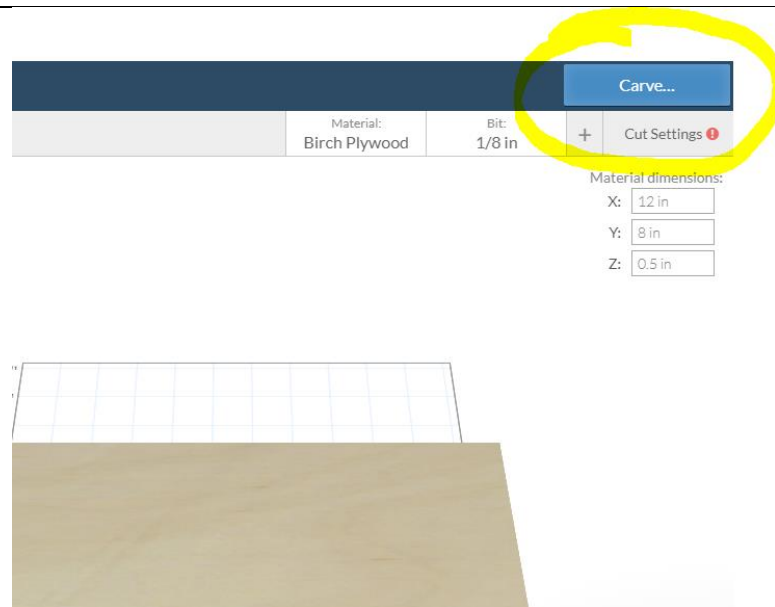 Carve...
Material:
Birch Plywood
Bit:
1/8 in
+
Cut Settings !
Material dimensions:
X: 12 in
Y: 8 in
Z: 0.5 in